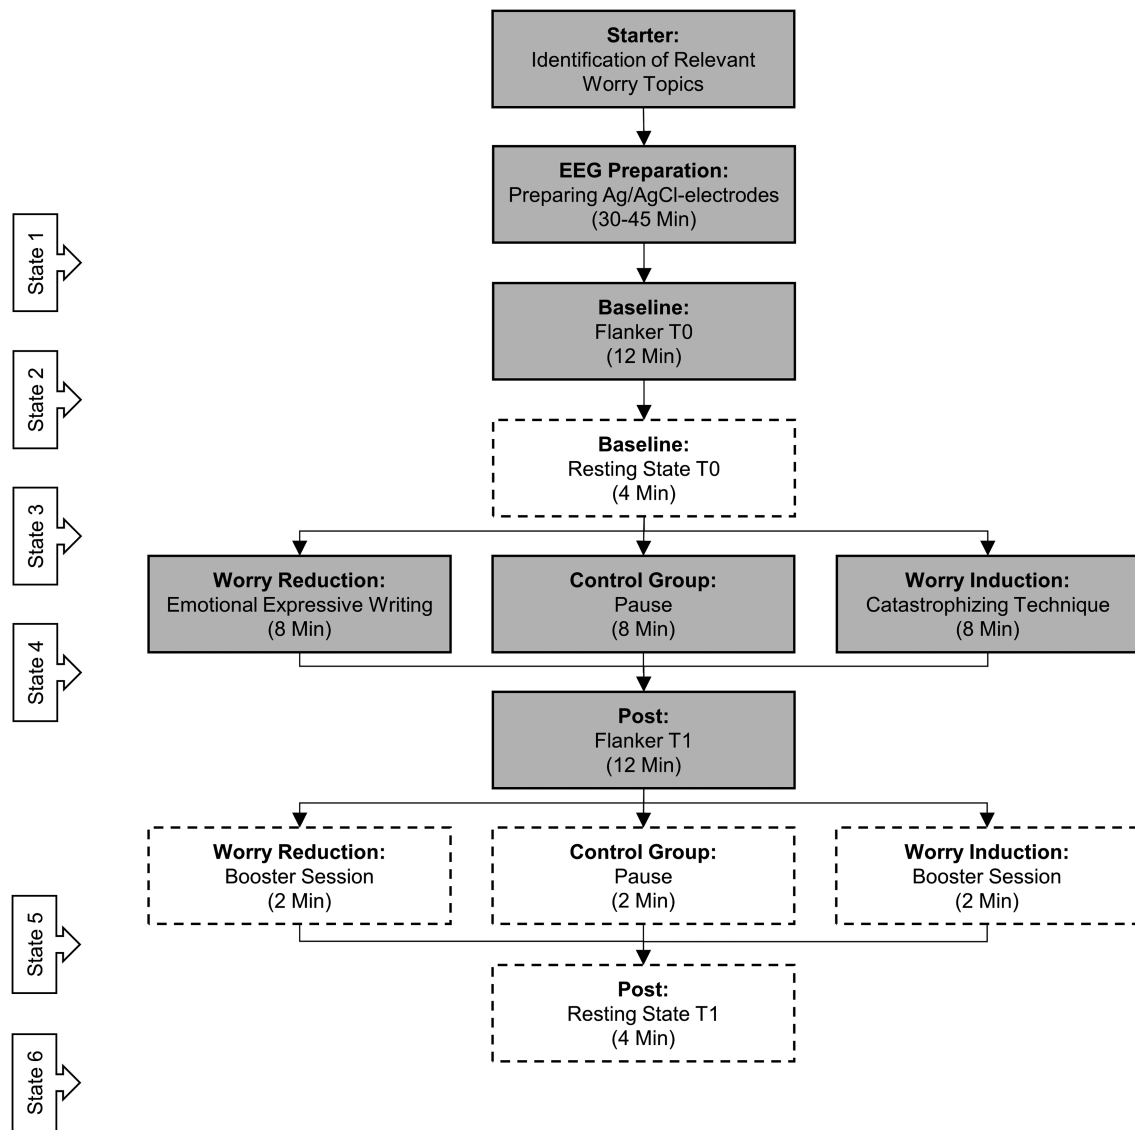 Starter:
Identification of Relevant
Worry Topics
EEG Preparation:
Preparing Ag/AgCl-electrodes
(30-45 Min)
State 1
Baseline:
Flanker T0
(12 Min)
State 2
Baseline:
Resting State T0
(4 Min)
State 3
Worry Reduction:
Emotional Expressive Writing
(8 Min)
Control Group:
Pause
(8 Min)
Worry Induction:
Catastrophizing Technique
(8 Min)
State 4
Post:
Flanker T1
(12 Min)
Worry Reduction:
Booster Session
(2 Min)
Control Group:
Pause
(2 Min)
Worry Induction:
Booster Session
(2 Min)
State 5
Post:
Resting State T1
(4 Min)
State 6